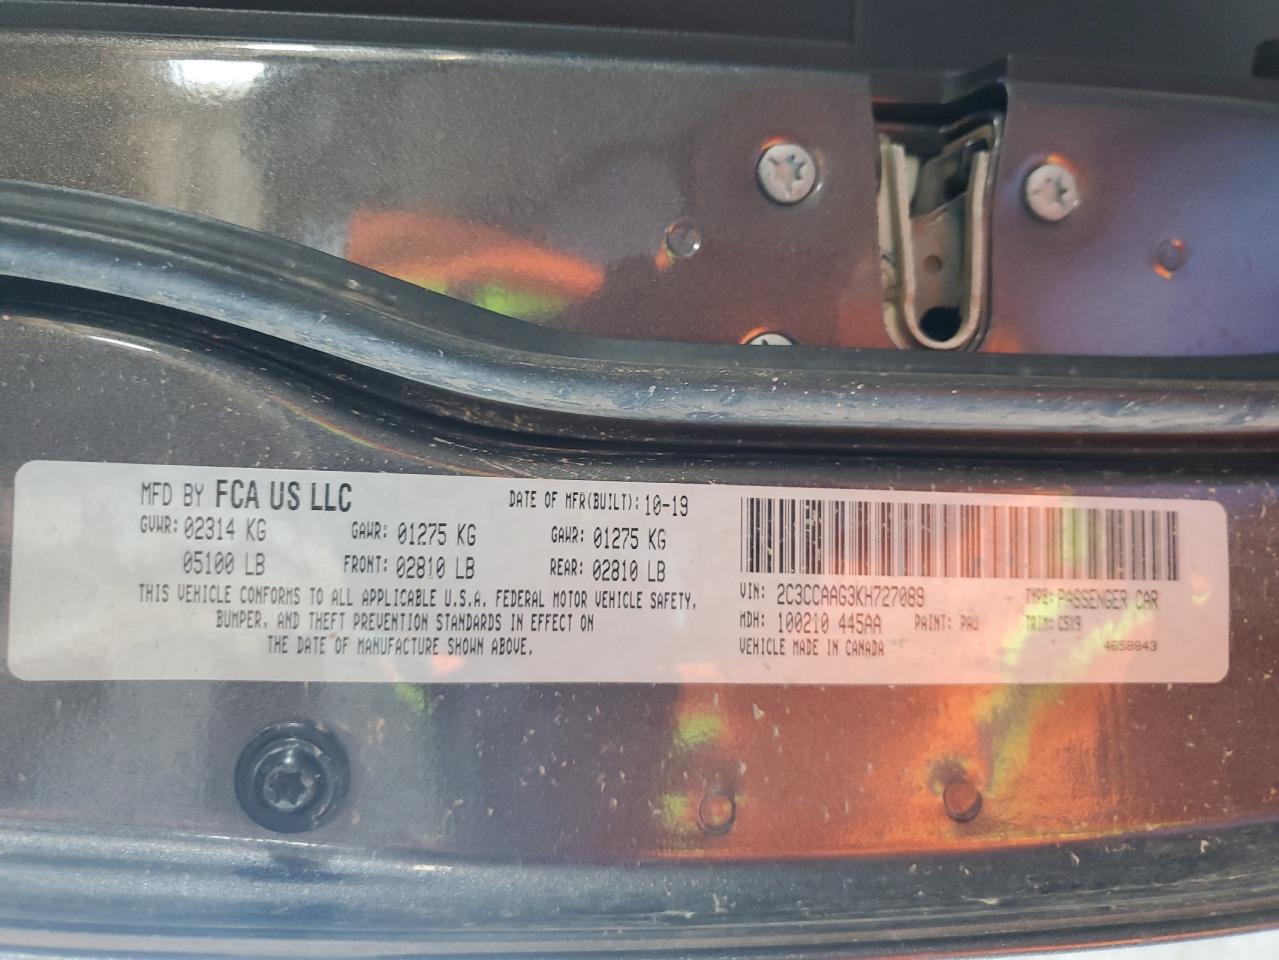 MFD BY FCA US LLC DATE OF MFR(BUILT): 10-19
GVWR: 02314 KG GAWR: 01275 KG GAWR: 01275 KG
05100 LB FRONT: 02810 LB REAR: 02810 LB
THIS VEHICLE CONFORMS TO ALL APPLICABLE U.S.A. FEDERAL MOTOR VEHICLE SAFETY,
BUMPER, AND THEFT PREVENTION STANDARDS IN EFFECT ON
THE DATE OF MANUFACTURE SHOWN ABOVE.
VIN: 2C3CCAAG3KH727089 TYPE: PASSENGER CAR
MDH: 100210 445AA PAINT: PAU TRIM: C5X9
VEHICLE MADE IN CANADA 4658843